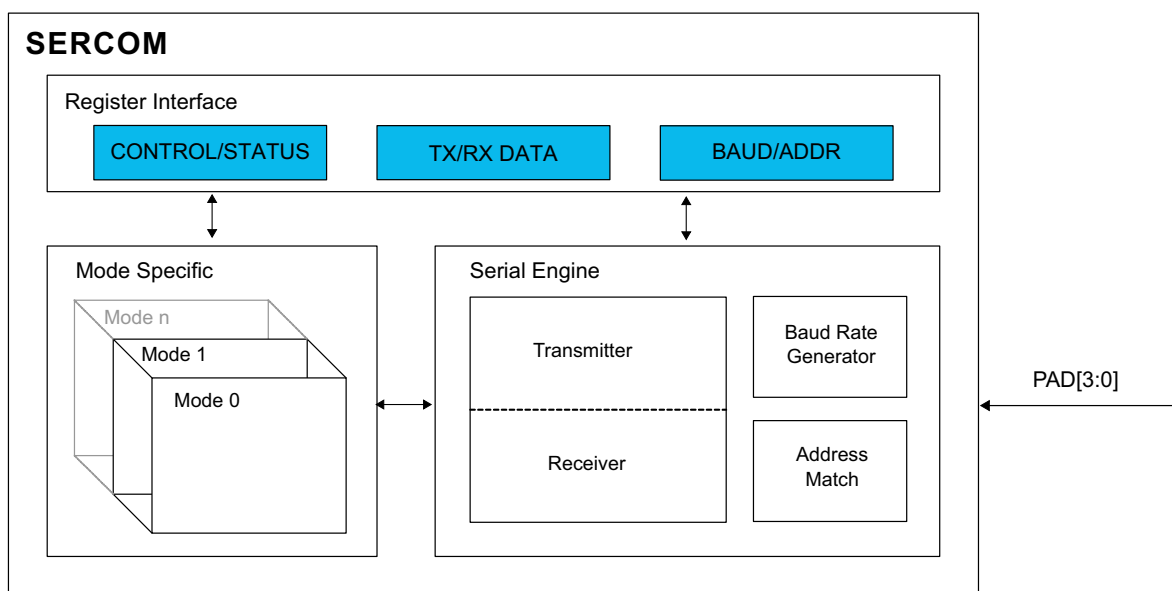 SERCOM
Register Interface
CONTROL/STATUS
TX/RX DATA
BAUD/ADDR
Mode Specific
Mode n
Mode 1
Mode 0
Serial Engine
Transmitter
Receiver
Baud Rate
Generator
Address
Match
PAD[3:0]